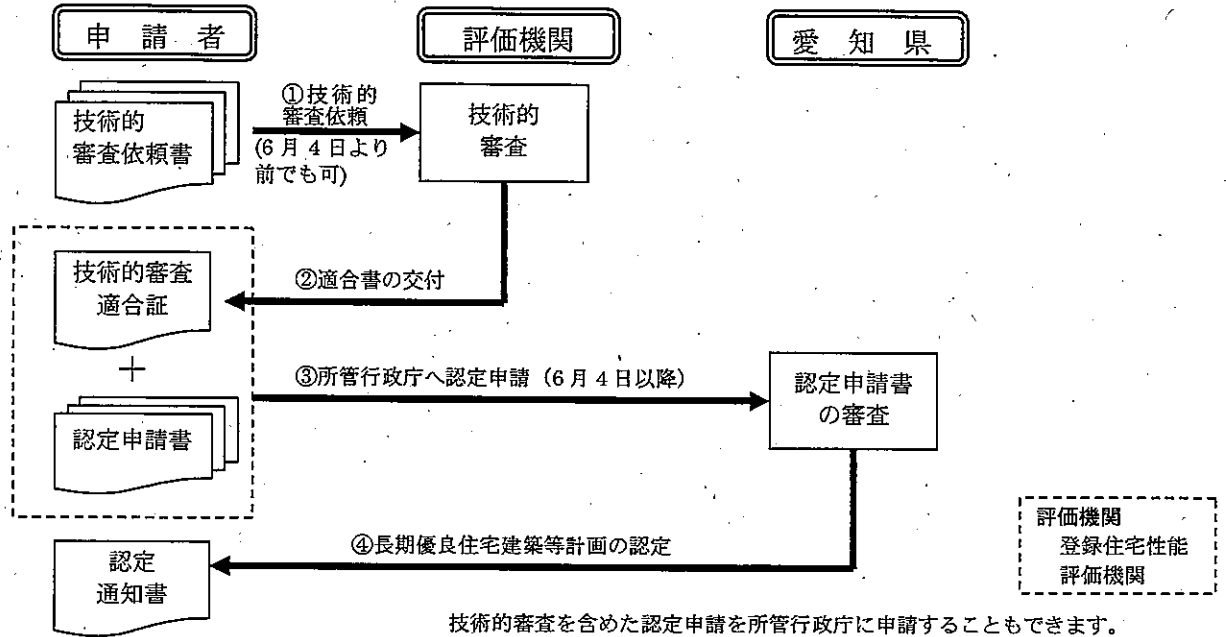 申請者
評価機関
愛知県
技術的
審査依頼書
①技術的
審査依頼
(6月4日より
前でも可)
技術的
審査
技術的審査
適合証
②適合書の交付
＋
認定申請書
③所管行政庁へ認定申請（6月4日以降）
認定申請書
の審査
④長期優良住宅建築等計画の認定
認定
通知書
評価機関
登録住宅性能
評価機関
技術的審査を含めた認定申請を所管行政庁に申請することもできます。